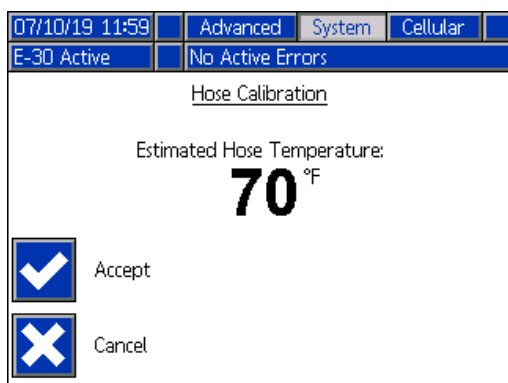 07/10/19 11:59 Advanced System Cellular
E-30 Active No Active Errors
Hose Calibration
Estimated Hose Temperature:
70 °F
Accept
Cancel